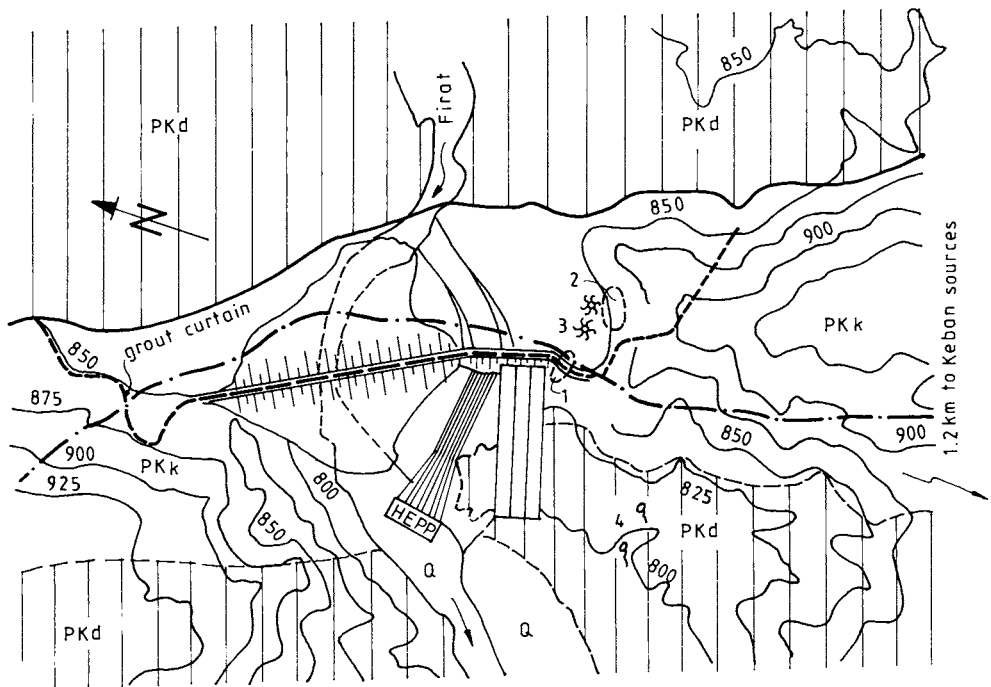 850
PKd
PKd
Firat
N
850
900
2
3
grout curtain
PKk
1.2 km to Keban sources
850
875
1
900
PKk
850
900
925
800
825
HEPP
4
PKd
850
800
Q
Q
PKd